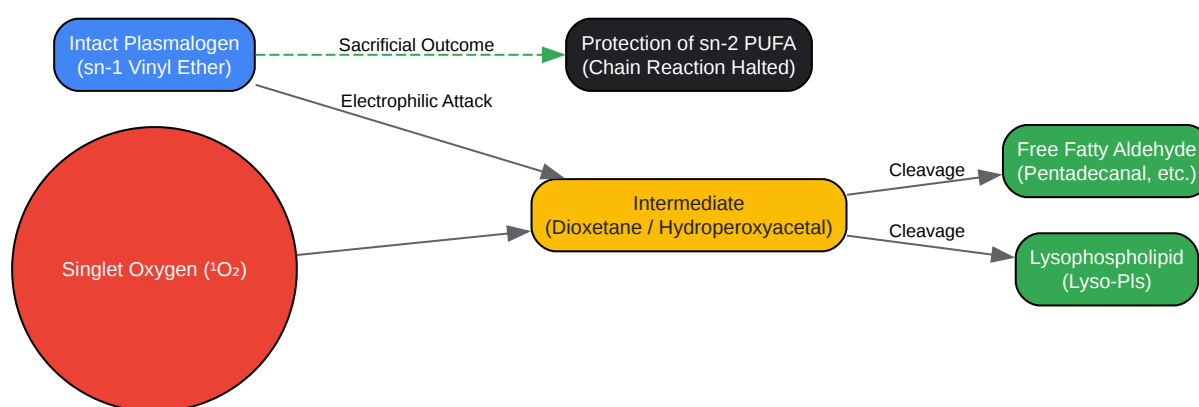 Intact Plasmalogen
(sn-1 Vinyl Ether)
Sacrificial Outcome
Protection of sn-2 PUFA
(Chain Reaction Halted)
Electrophilic Attack
Singlet Oxygen (¹O₂)
Intermediate
(Dioxetane / Hydroperoxyacetal)
Cleavage
Free Fatty Aldehyde
(Pentadecanal, etc.)
Cleavage
Lysophospholipid
(Lyso-Pls)